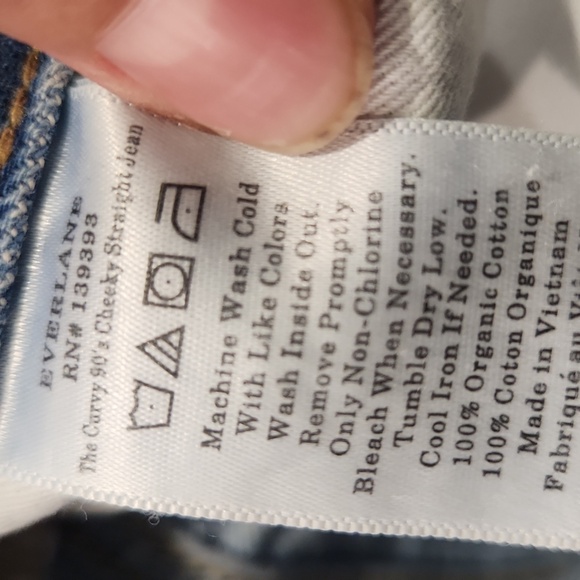 EVERLANE
RN# 139393
The Curvy 90's Cheeky Straight Jean
Machine Wash Cold
With Like Colors
Wash Inside Out.
Remove Promptly
Only Non-Chlorine
Bleach When Necessary.
Tumble Dry Low.
Cool Iron If Needed.
100% Organic Cotton
100% Coton Organique
Made in Vietnam
Fabriqué au